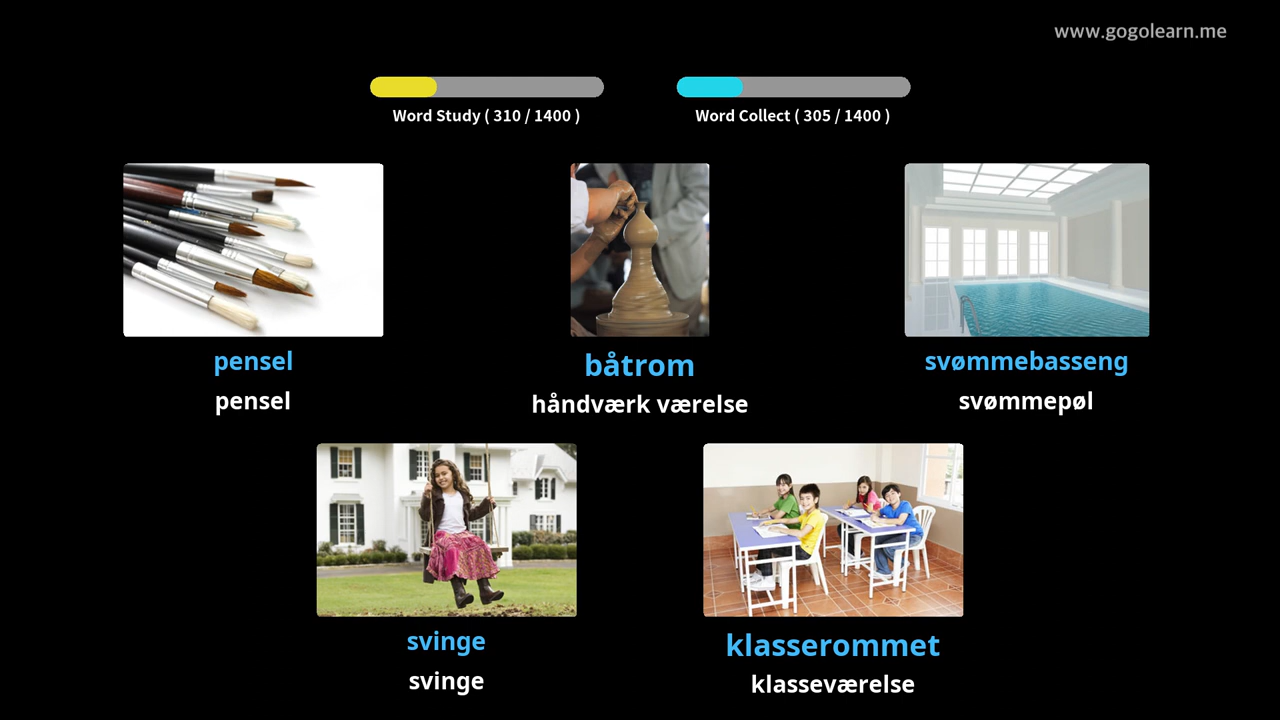 www.gogolearn.me
Word Study ( 310 / 1400 )
Word Collect ( 305 / 1400 )
pensel
pensel
båtrom
håndværk værelse
svømmebasseng
svømmepøl
svinge
svinge
klasserommet
klasseværelse